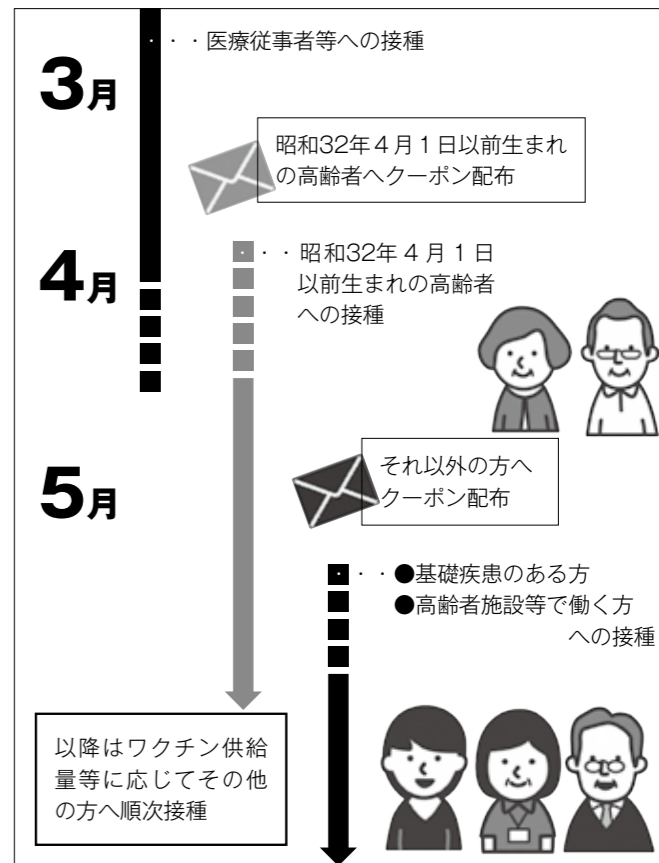 ・・・医療従事者等への接種
3月
昭和32年４月１日以前生まれ
の高齢者へクーポン配布
4月
・・・昭和32年４月１日
以前生まれの高齢者
への接種
5月
それ以外の方へ
クーポン配布
・・・●基礎疾患のある方
●高齢者施設等で働く方
への接種
以降はワクチン供給
量等に応じてその他
の方へ順次接種